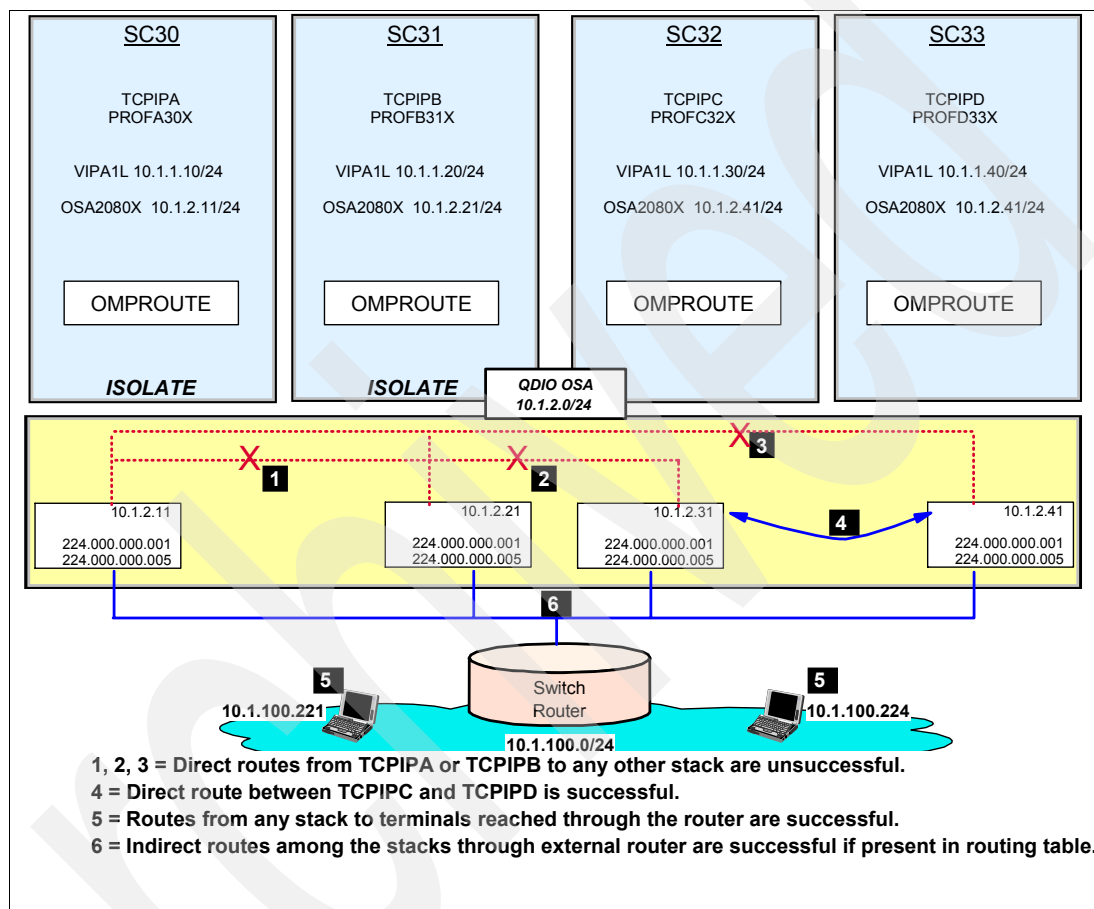 SC30
TCPIPA
PROFA30X
VIPA1L 10.1.1.10/24
OSA2080X 10.1.2.11/24
OMPROUTE
ISOLATE
SC31
TCPIPB
PROFB31X
VIPA1L 10.1.1.20/24
OSA2080X 10.1.2.21/24
OMPROUTE
ISOLATE
SC32
TCPIPC
PROFC32X
VIPA1L 10.1.1.30/24
OSA2080X 10.1.2.41/24
OMPROUTE
SC33
TCPIPD
PROFD33X
VIPA1L 10.1.1.40/24
OSA2080X 10.1.2.41/24
OMPROUTE
QDIO OSA
10.1.2.0/24
1
2
3
10.1.2.11
224.000.000.001
224.000.000.005
10.1.2.21
224.000.000.001
224.000.000.005
10.1.2.31
224.000.000.001
224.000.000.005
4
10.1.2.41
224.000.000.001
224.000.000.005
6
5
10.1.100.221
Switch
Router
5
10.1.100.224
10.1.100.0/24
1, 2, 3 = Direct routes from TCPIPA or TCPIPB to any other stack are unsuccessful.
4 = Direct route between TCPIPC and TCPIPD is successful.
5 = Routes from any stack to terminals reached through the router are successful.
6 = Indirect routes among the stacks through external router are successful if present in routing table.